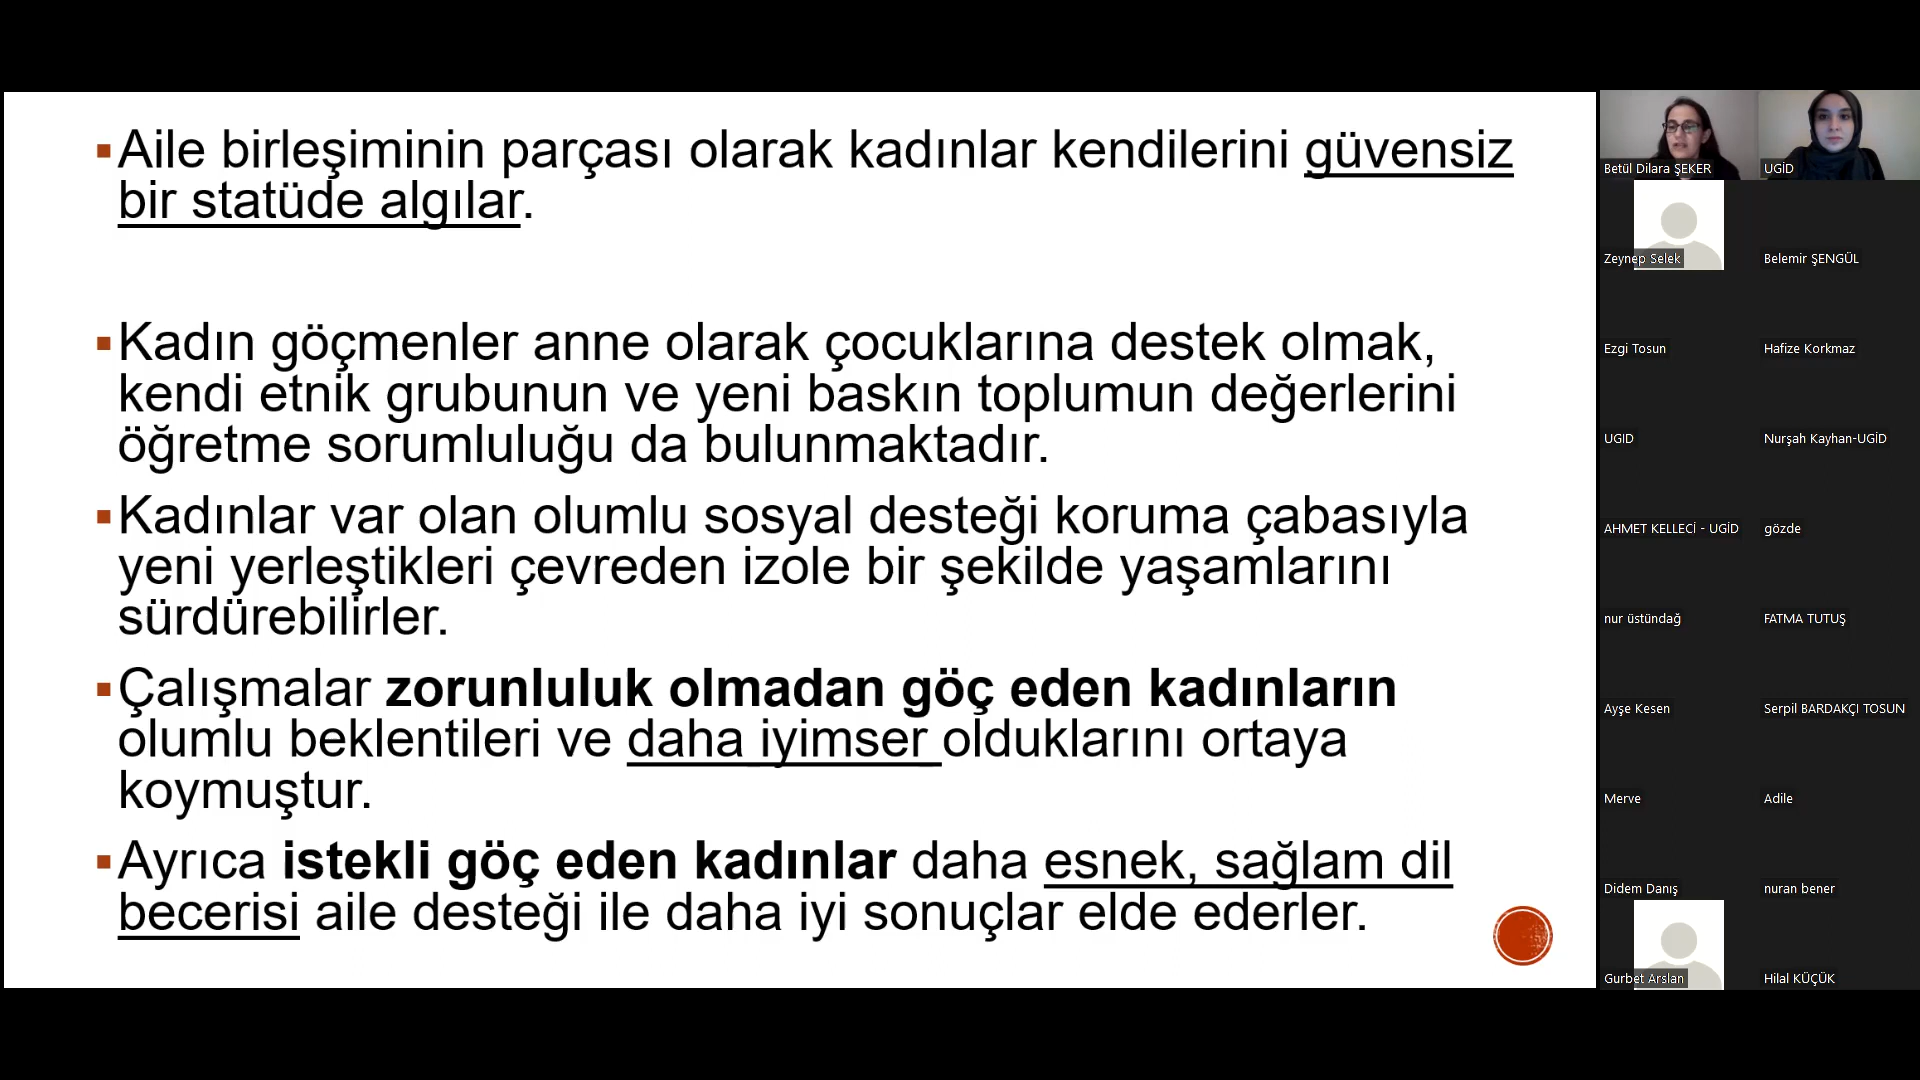 ▪Aile birleşiminin parçası olarak kadınlar kendilerini güvensiz
bir statüde algılar.
▪Kadın göçmenler anne olarak çocuklarına destek olmak,
kendi etnik grubunun ve yeni baskın toplumun değerlerini
öğretme sorumluluğu da bulunmaktadır.
▪Kadınlar var olan olumlu sosyal desteği koruma çabasıyla
yeni yerleştikleri çevreden izole bir şekilde yaşamlarını
sürdürebilirler.
▪Çalışmalar zorunluluk olmadan göç eden kadınların
olumlu beklentileri ve daha iyimser olduklarını ortaya
koymuştur.
▪Ayrıca istekli göç eden kadınlar daha esnek, sağlam dil
becerisi aile desteği ile daha iyi sonuçlar elde ederler.
Betül Dilara ŞEKER
UGİD
Zeynep Selek
Belemir ŞENGÜL
Ezgi Tosun
Hafize Korkmaz
UGID
Nurşah Kayhan-UGİD
AHMET KELLECİ - UGİD
gözde
nur üstündağ
FATMA TUTUŞ
Ayşe Kesen
Serpil BARDAKÇI TOSUN
Merve
Adile
Didem Danış
nuran bener
Gurbet Arslan
Hilal KÜÇÜK